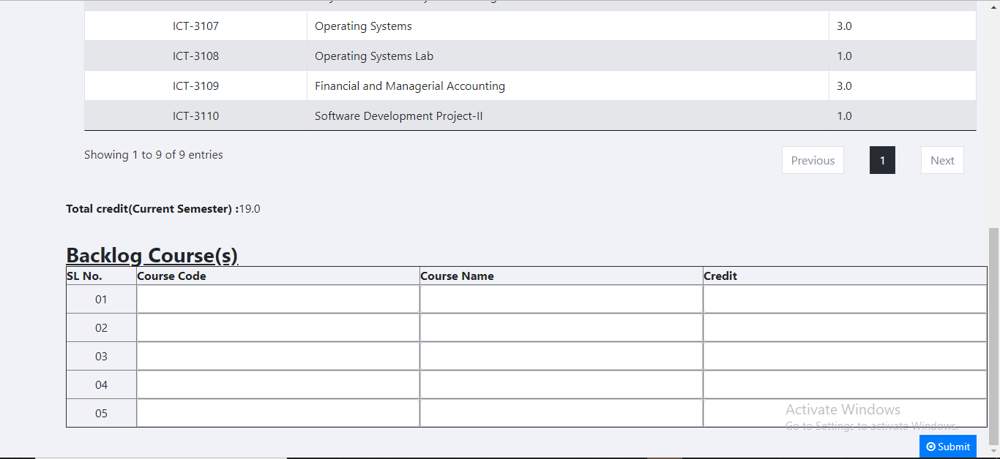 ICT-3107 Operating Systems 3.0
ICT-3108 Operating Systems Lab 1.0
ICT-3109 Financial and Managerial Accounting 3.0
ICT-3110 Software Development Project-II 1.0
Showing 1 to 9 of 9 entries Previous 1 Next
Total credit(Current Semester) :19.0
Backlog Course(s)
SL No. Course Code Course Name Credit
01
02
03
04
05
Activate Windows
Go to Settings to activate Windows.
Submit